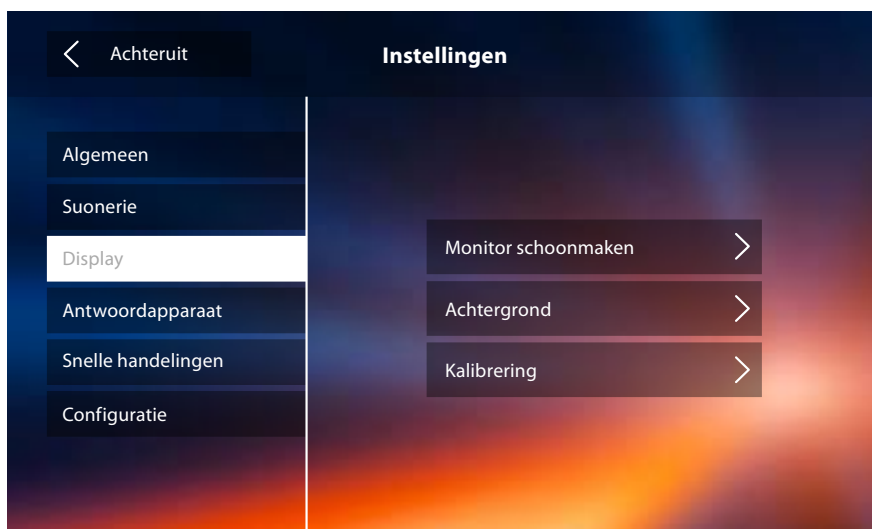 Achteruit
Instellingen
Algemeen
Suonerie
Display
Antwoordapparaat
Snelle handelingen
Configuratie
Monitor schoonmaken
Achtergrond
Kalibrering